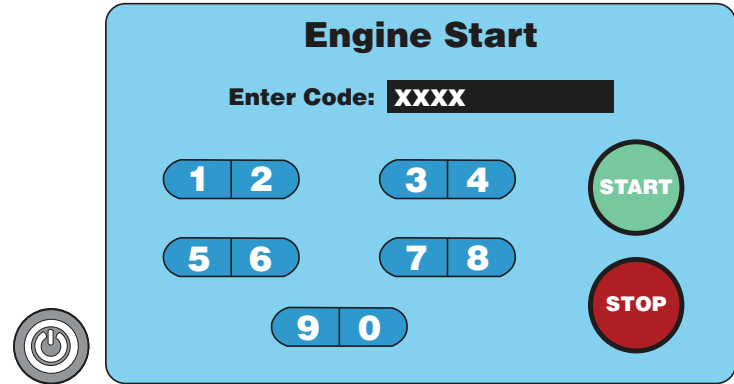 Engine Start
Enter Code: XXXX
1 2 3 4
START
5 6 7 8
STOP
9 0